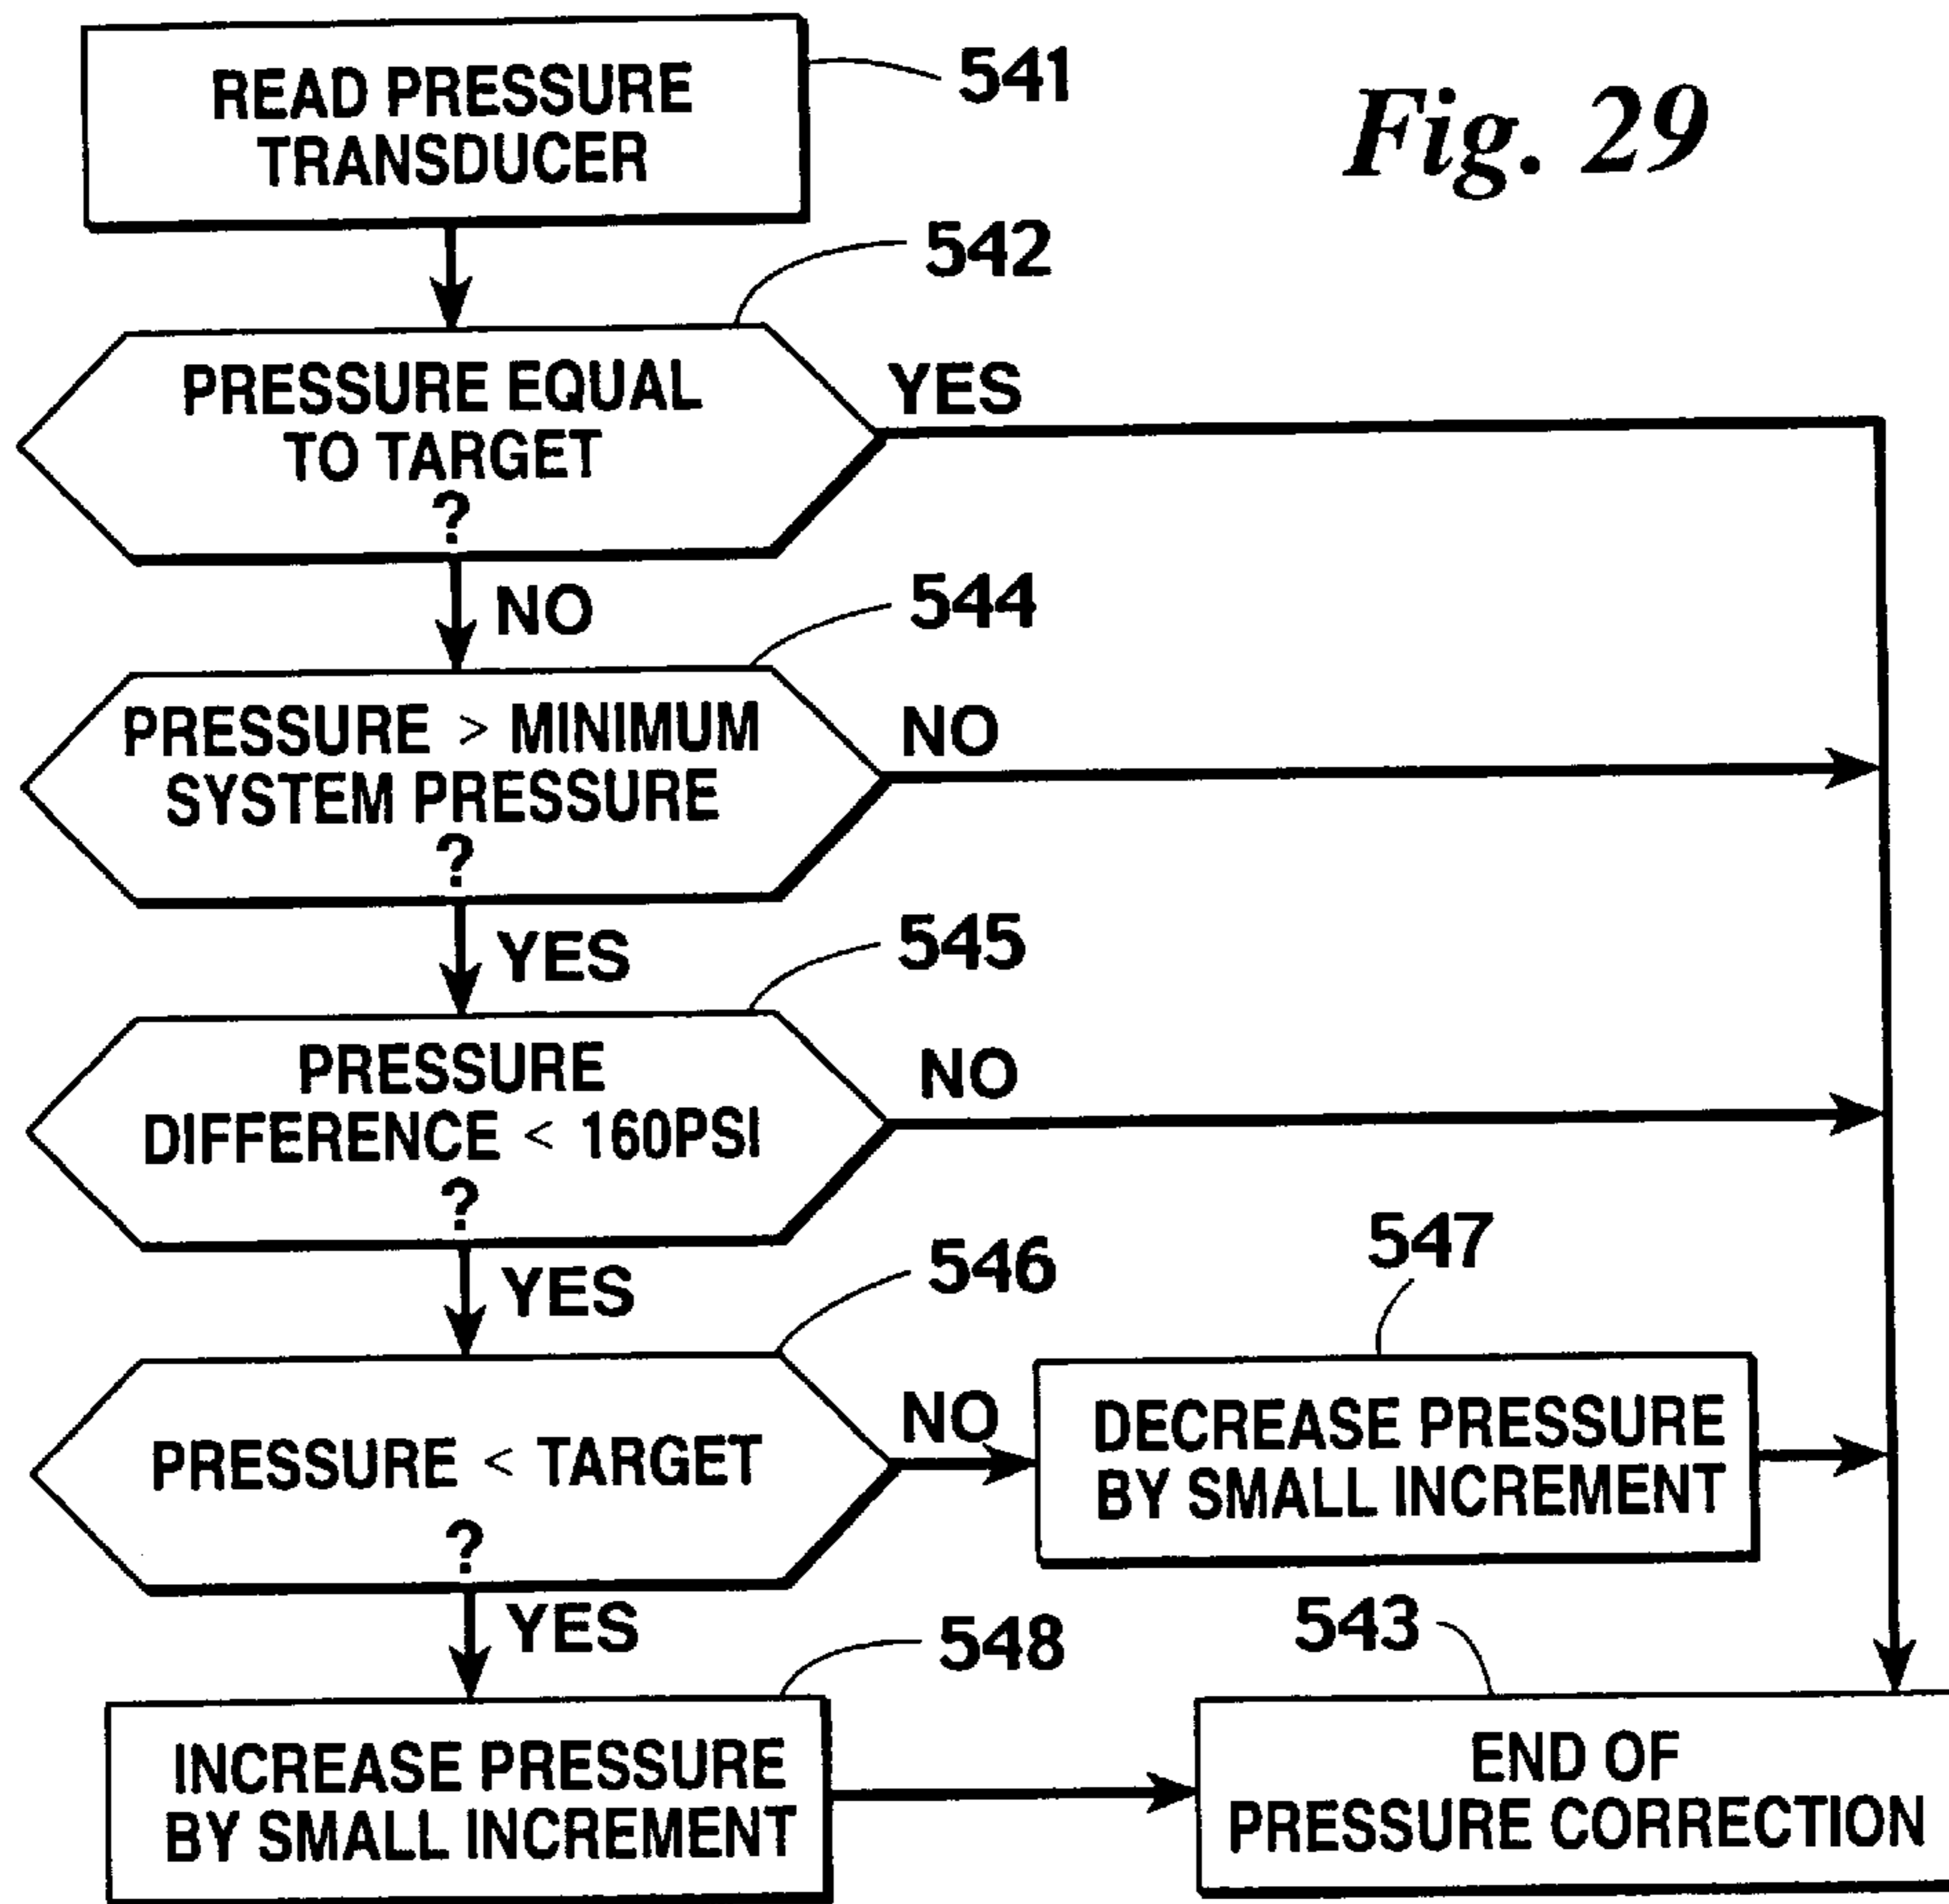 READ PRESSURE
TRANSDUCER
541
Fig. 29
542
PRESSURE EQUAL
TO TARGET
?
YES
NO
544
PRESSURE > MINIMUM
SYSTEM PRESSURE
?
NO
YES
545
PRESSURE
DIFFERENCE < 160PSI
?
NO
YES
546
PRESSURE < TARGET
?
NO
547
DECREASE PRESSURE
BY SMALL INCREMENT
YES
548
INCREASE PRESSURE
BY SMALL INCREMENT
543
END OF
PRESSURE CORRECTION